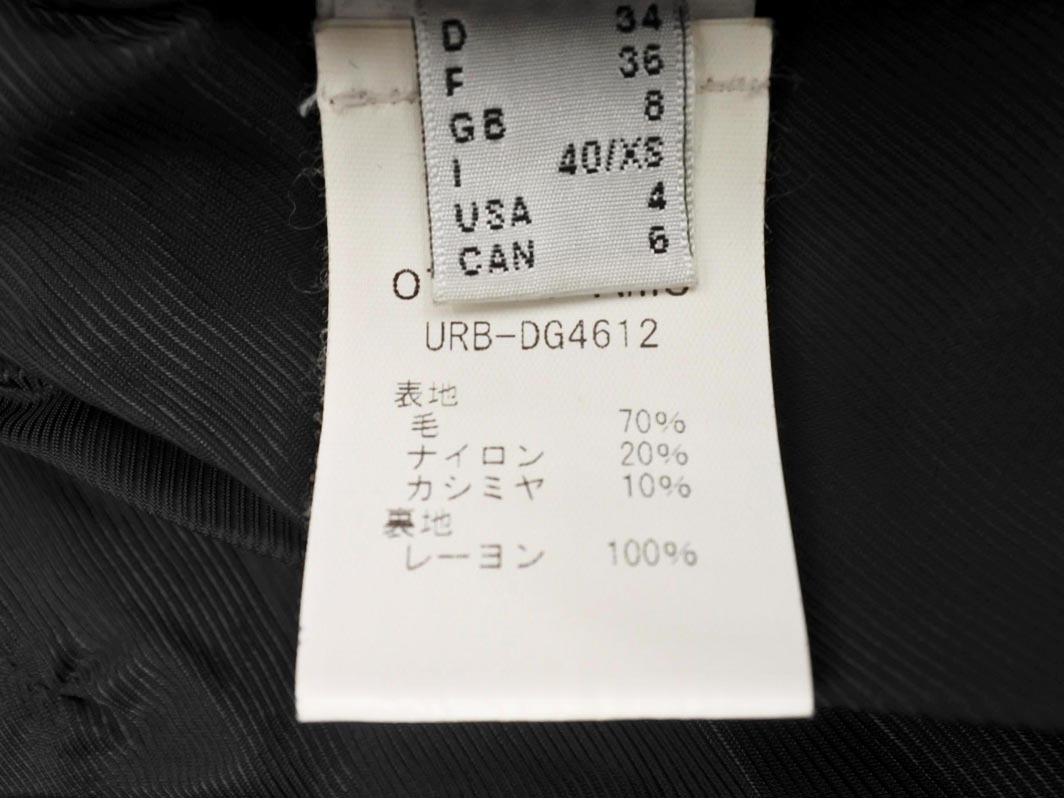 D 34
F 36
GB 8
I 40/XS
USA 4
CAN 6
URB-DG4612
表地
毛 70%
ナイロン 20%
カシミヤ 10%
裏地
レーヨン 100%